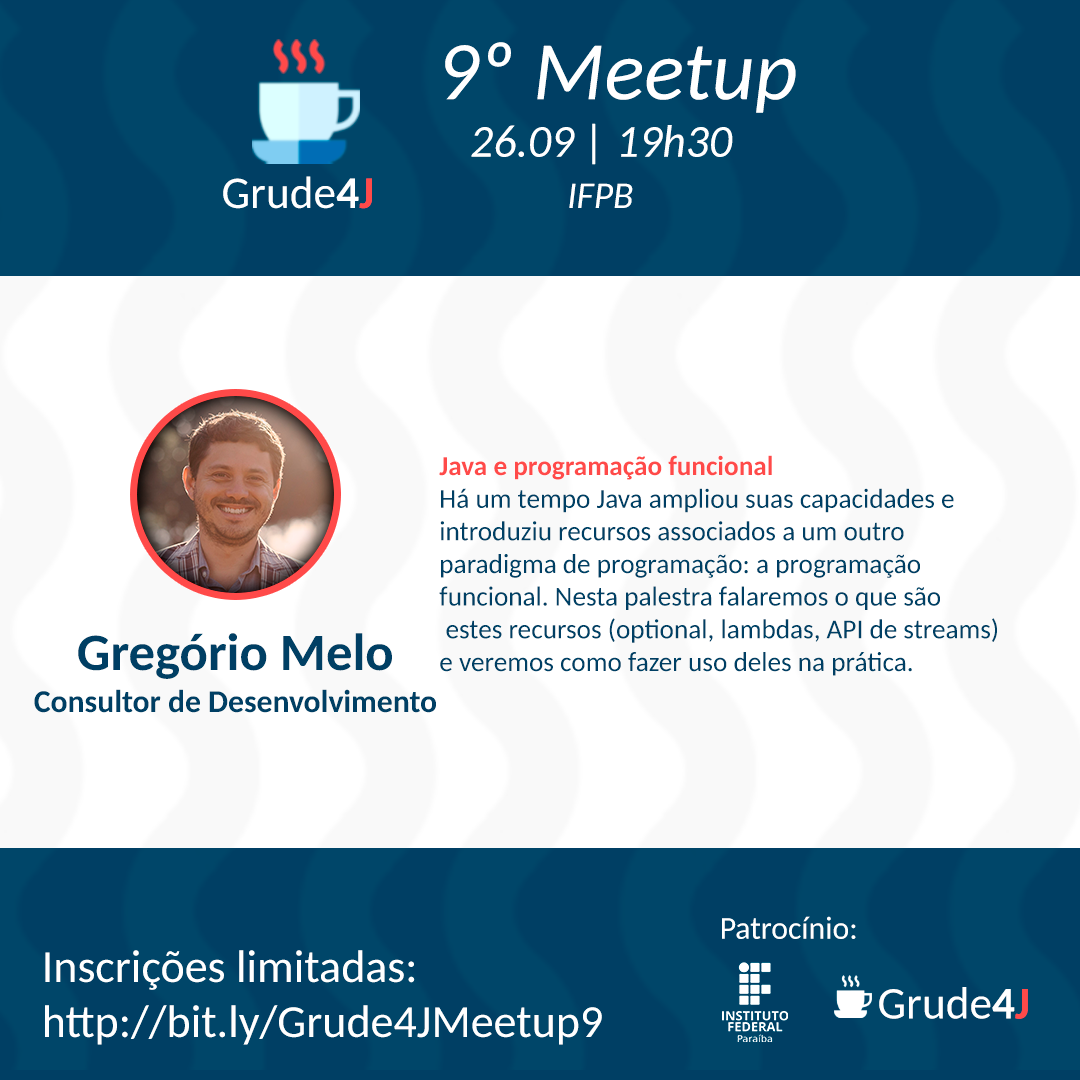 9º Meetup
26.09 | 19h30
IFPB
Grude4J
Java e programação funcional
Há um tempo Java ampliou suas capacidades e
introduziu recursos associados a um outro
paradigma de programação: a programação
funcional. Nesta palestra falaremos o que são
estes recursos (optional, lambdas, API de streams)
e veremos como fazer uso deles na prática.
Gregório Melo
Consultor de Desenvolvimento
Inscrições limitadas:
http://bit.ly/Grude4JMeetup9
Patrocínio:
INSTITUTO
FEDERAL
Paraíba
Grude4J